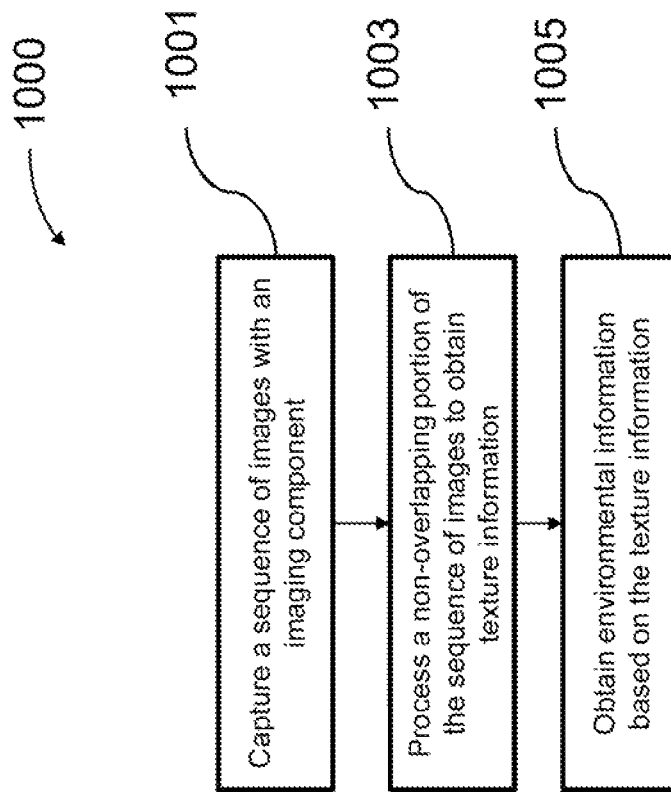 1000
1001
Capture a sequence of images with an
imaging component
1003
Process a non-overlapping portion of
the sequence of images to obtain
texture information
1005
Obtain environmental information
based on the texture information